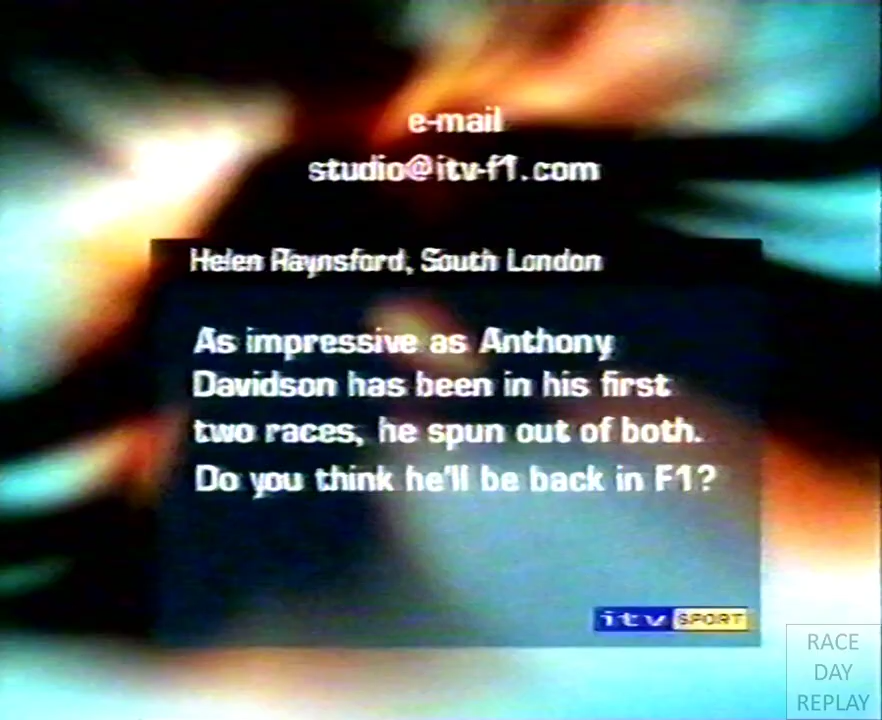 e-mail
studio@itv-f1.com
Helen Raynsford, South London
As impressive as Anthony
Davidson has been in his first
two races, he spun out of both.
Do you think he'll be back in F1?
itv SPORT
RACE
DAY
REPLAY